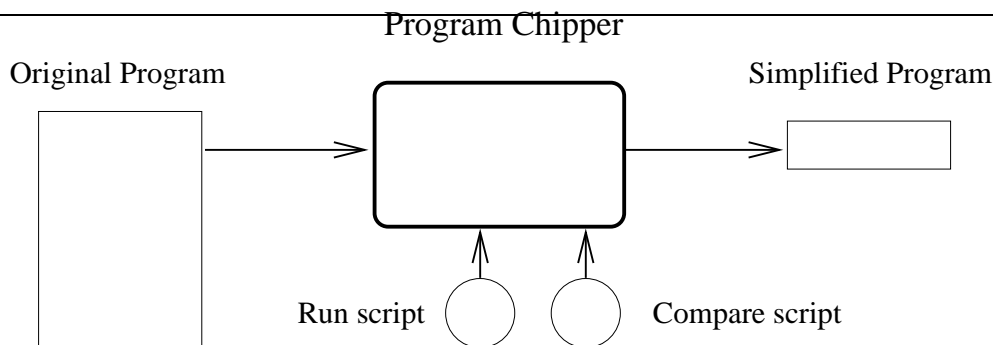 Program Chipper
Original Program
Simplified Program
Run script
Compare script